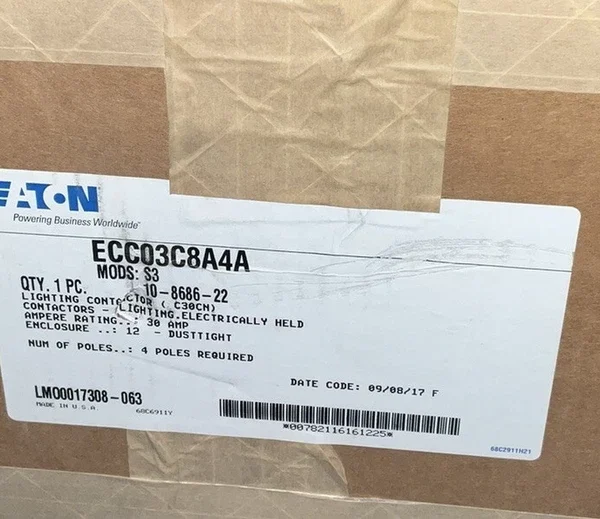 EATON
Powering Business Worldwide
ECC03C8A4A
MODS: S3
QTY. 1 PC. 10-8686-22
LIGHTING CONTACTOR ( C30CN)
CONTACTORS - LIGHTING.ELECTRICALLY HELD
AMPERE RATING..: 30 AMP
ENCLOSURE ..: 12 - DUSTTIGHT
NUM OF POLES..: 4 POLES REQUIRED
DATE CODE: 09/08/17 F
LM00017308-063
MADE IN U.S.A. 68C6911Y
*00782116161225*
68C2911H21